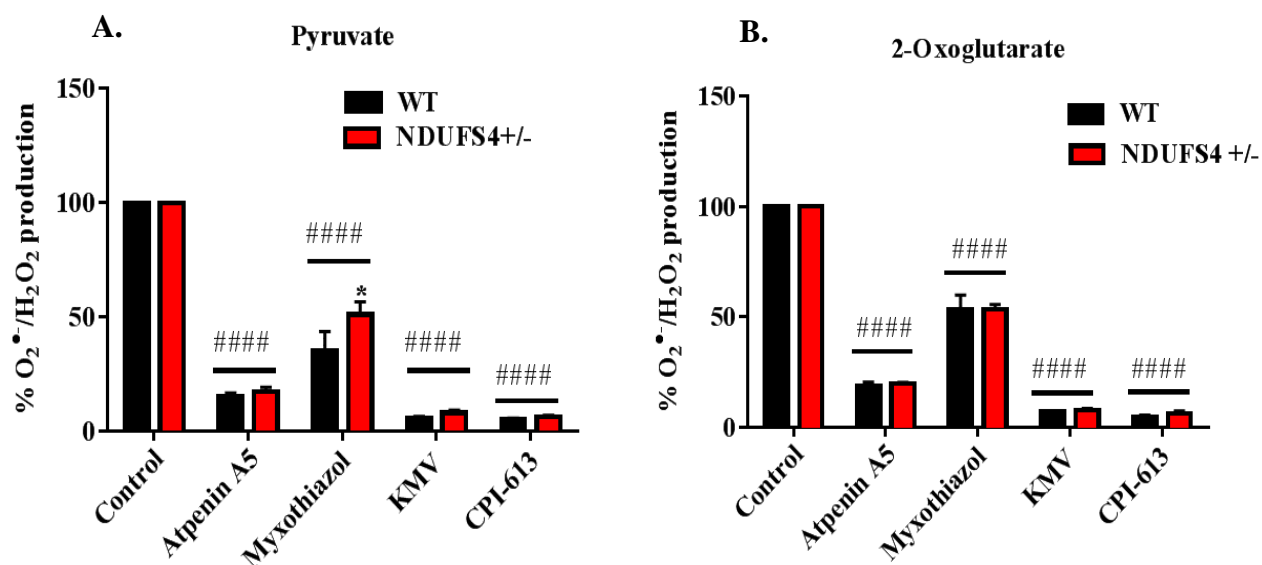 A.
Pyruvate
150
100
50
0
% O₂•⁻/H₂O₂ production
WT
NDUFS4+/-
####
####
*
####
####
Control
Atpenin A5
Myxothiazol
KMV
CPI-613
B.
2-Oxoglutarate
150
100
50
0
% O₂•⁻/H₂O₂ production
WT
NDUFS4 +/-
####
####
####
####
Control
Atpenin A5
Myxothiazol
KMV
CPI-613